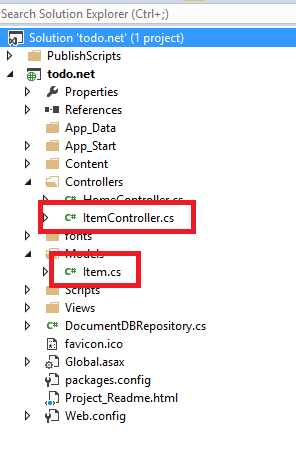 Search Solution Explorer (Ctrl+;)
Solution 'todo.net' (1 project)
PublishScripts
todo.net
Properties
References
App_Data
App_Start
Content
Controllers
HomeController.cs
ItemController.cs
fonts
Models
Item.cs
Scripts
Views
DocumentDBRepository.cs
favicon.ico
Global.asax
packages.config
Project_Readme.html
Web.config